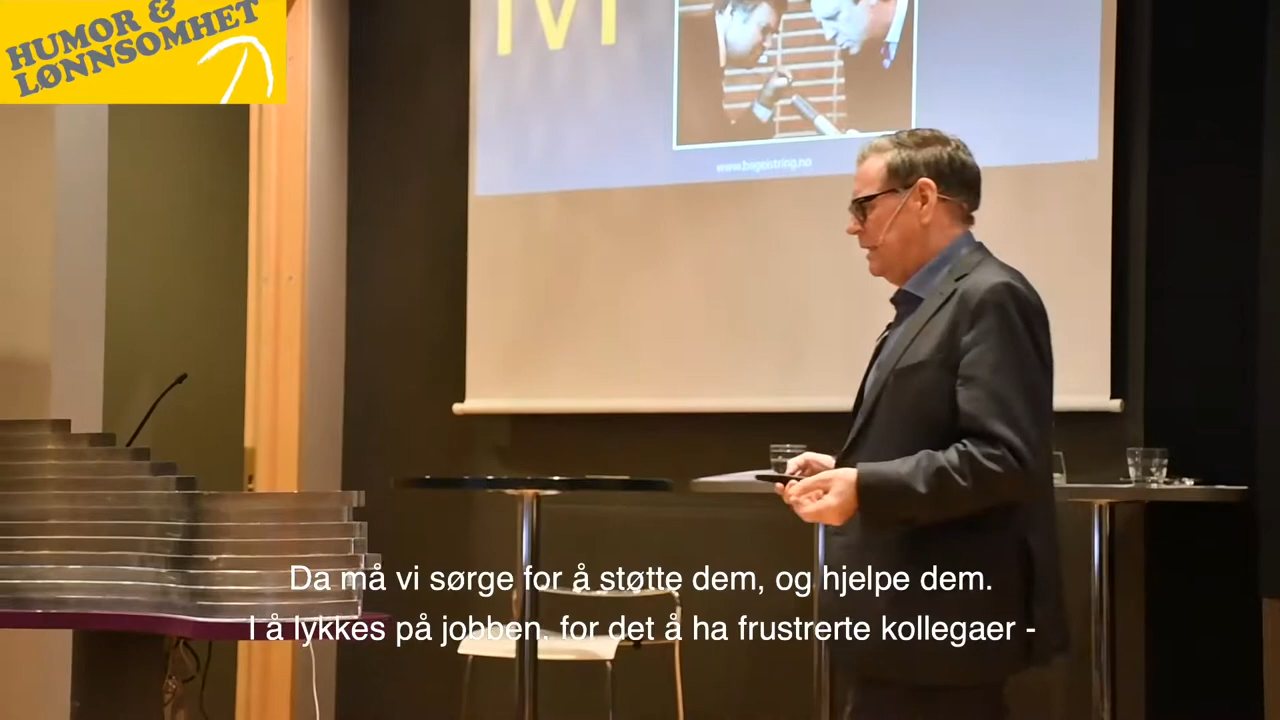 HUMOR &
LØNNSOMHET
M
www.begeistring.no
Da må vi sørge for å støtte dem, og hjelpe dem.
I å lykkes på jobben, for det å ha frustrerte kollegaer -